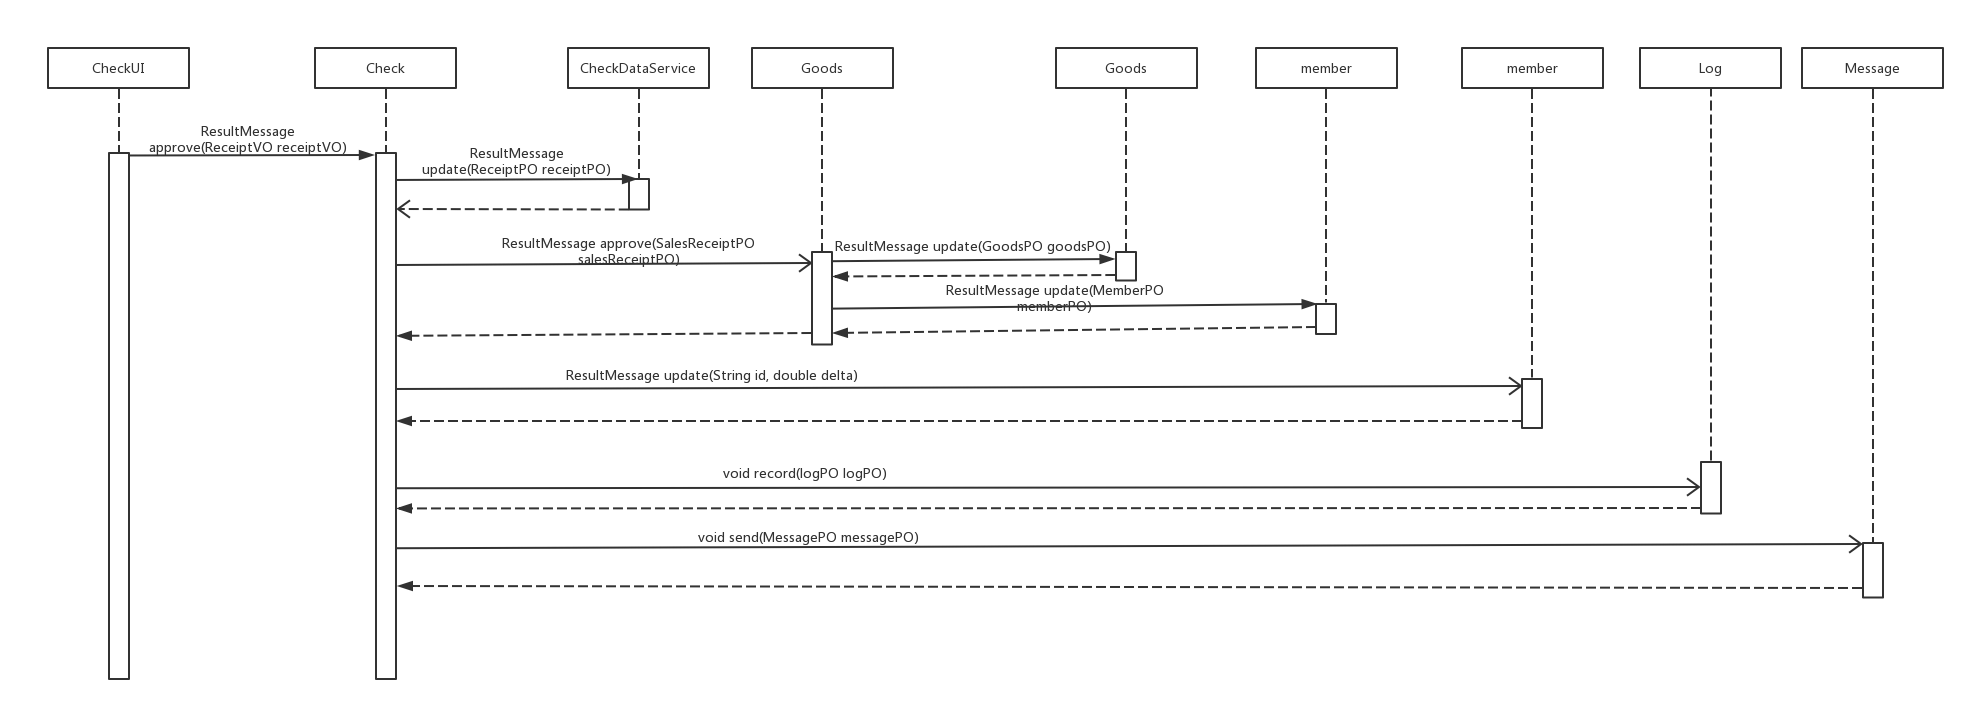 CheckUI
Check
CheckDataService
Goods
Goods
member
member
Log
Message
ResultMessage
approve(ReceiptVO receiptVO)
ResultMessage
update(ReceiptPO receiptPO)
ResultMessage approve(SalesReceiptPO
salesReceiptPO)
ResultMessage update(GoodsPO goodsPO)
ResultMessage update(MemberPO
memberPO)
ResultMessage update(String id, double delta)
void record(logPO logPO)
void send(MessagePO messagePO)